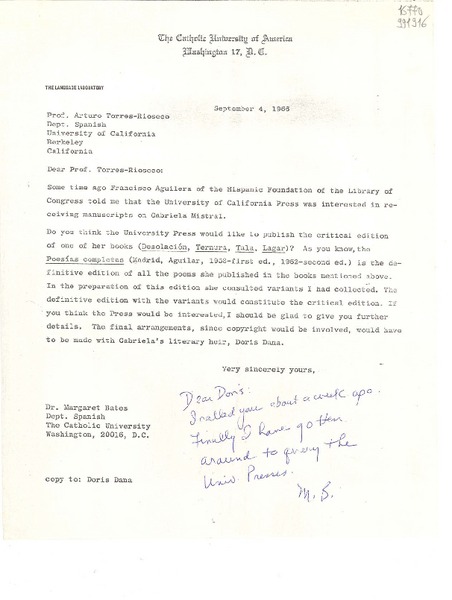 15770
991916
The Catholic University of America
Washington 17, D. C.
THE LANGUAGE LABORATORY
September 4, 1966
Prof. Arturo Torres-Rioseco
Dept. Spanish
University of California
Berkeley
California
Dear Prof. Torres-Rioseco:
Some time ago Francisco Aguilera of the Hispanic Foundation of the Library of
Congress told me that the University of California Press was interested in re-
ceiving manuscripts on Gabriela Mistral.
Do you think the University Press would like to publish the critical edition
of one of her books (Desolación, Ternura, Tala, Lagar)? As you know, the
Poesías completas (Madrid, Aguilar, 1958-first ed., 1962-second ed.) is the de-
finitive edition of all the poems she published in the books mentioned above.
In the preparation of this edition she consulted variants I had collected. The
definitive edition with the variants would constitute the critical edition. If
you think the Press would be interested, I should be glad to give you further
details. The final arrangements, since copyright would be involved, would have
to be made with Gabriela's literary heir, Doris Dana.
Very sincerely yours,
Dr. Margaret Bates
Dept. Spanish
The Catholic University
Washington, 20016, D.C.
copy to: Doris Dana
Dear Doris:
I called you about a week ago.
Finally I have gotten
around to query the
Univ Presses.
M. B.